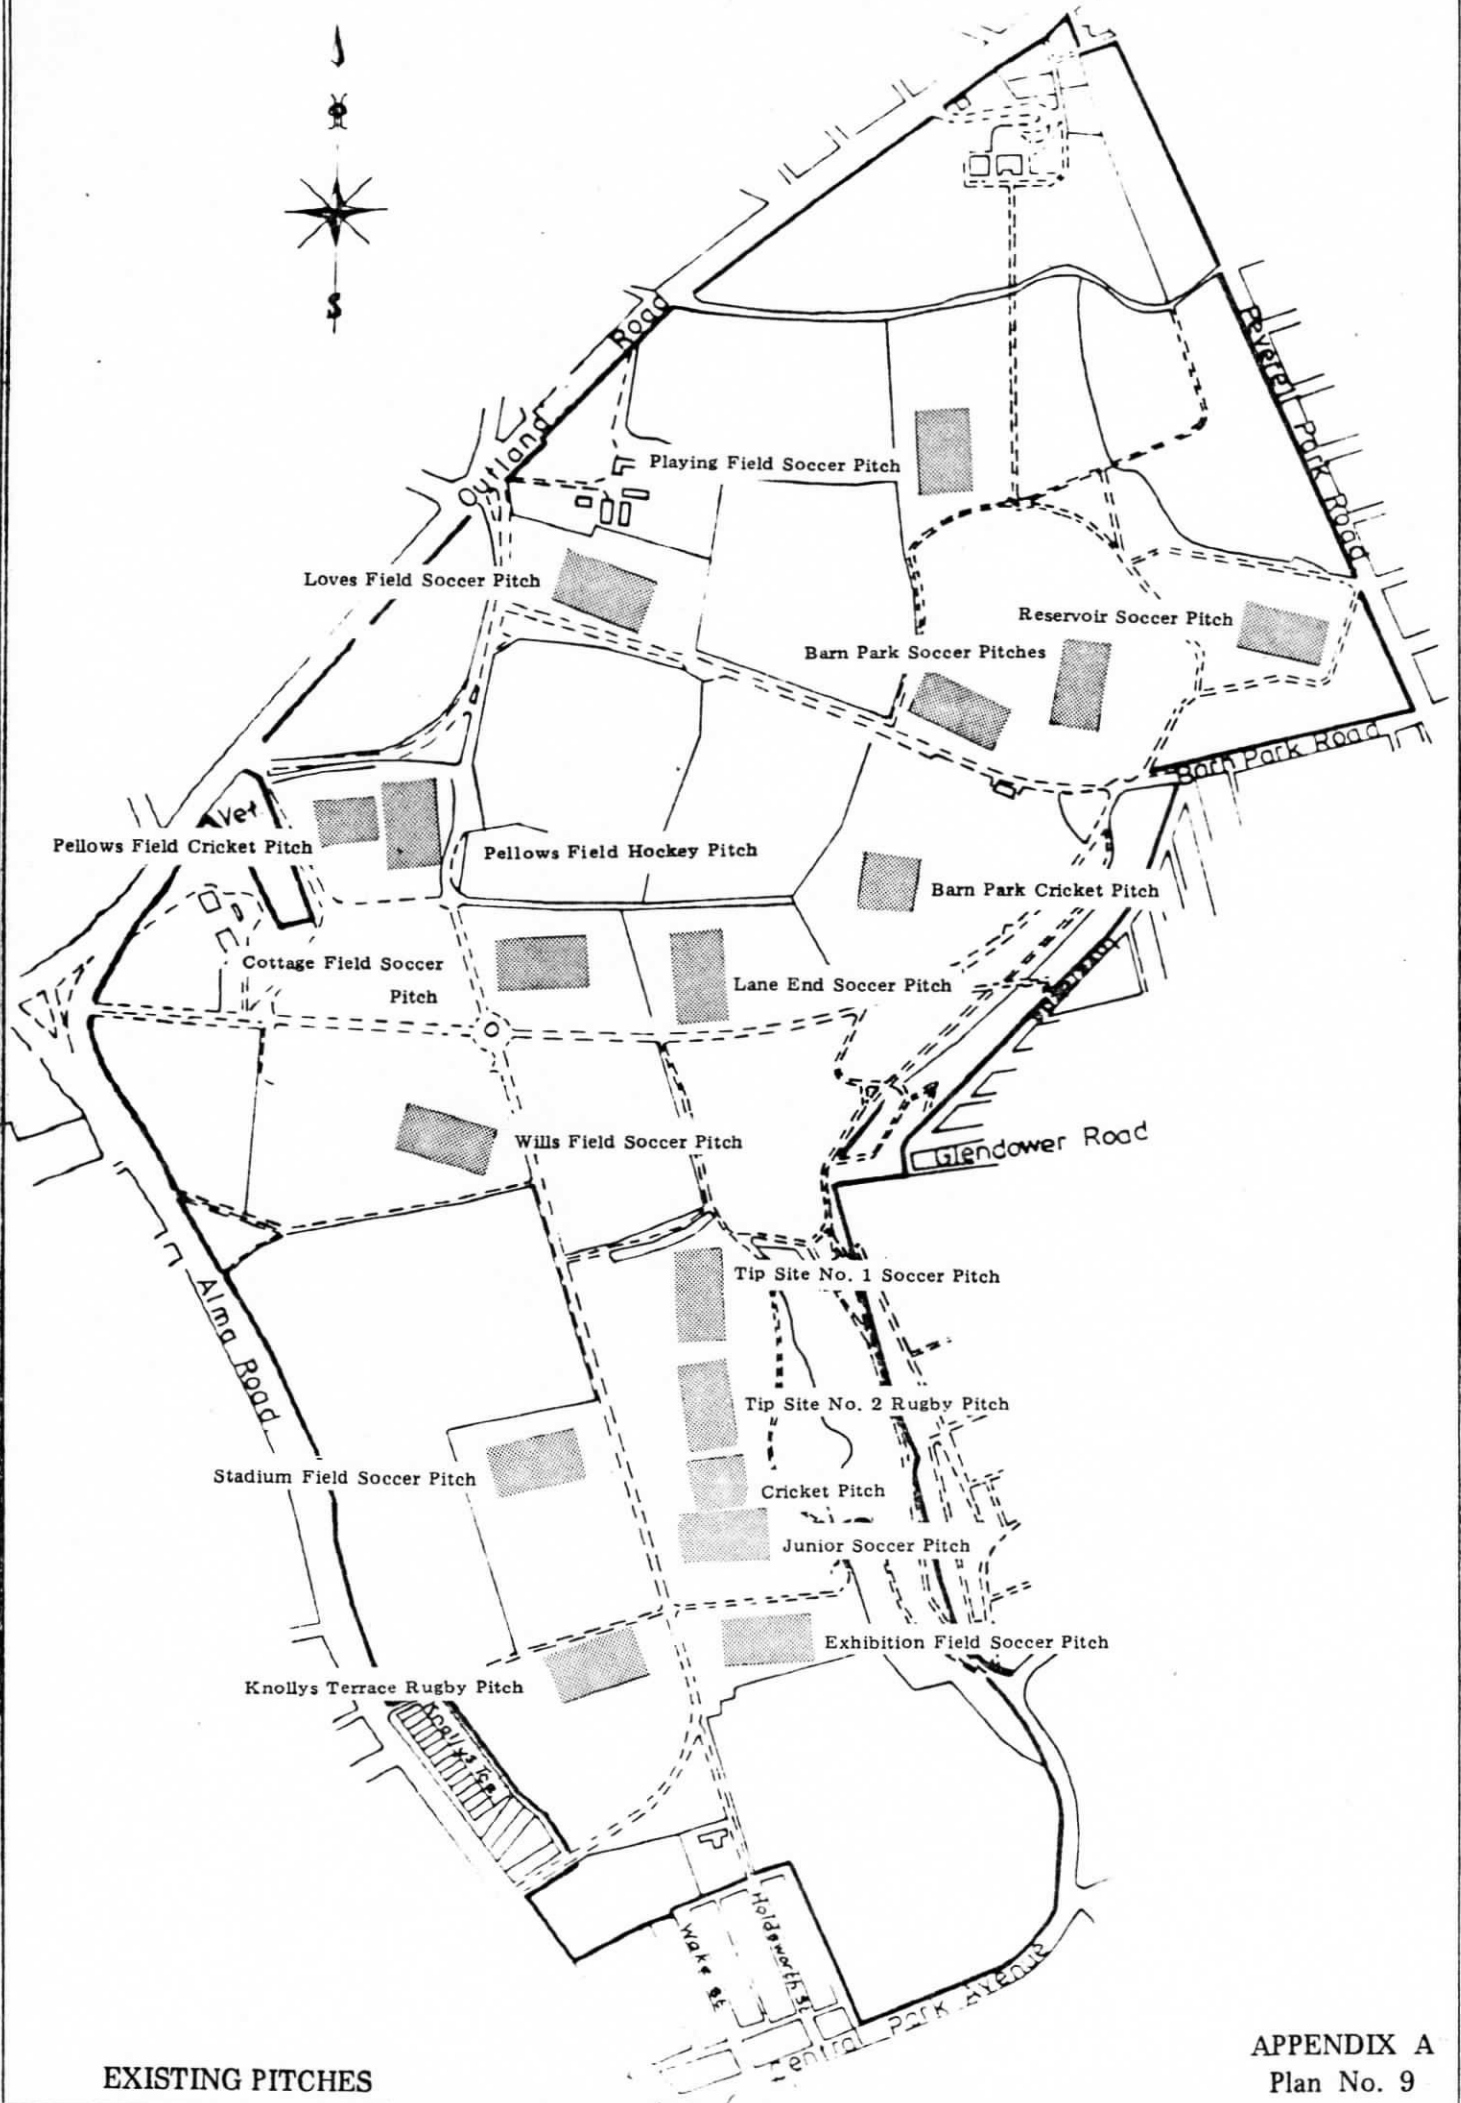 S
Road
Outland
Peverel Park Road
Playing Field Soccer Pitch
Loves Field Soccer Pitch
Reservoir Soccer Pitch
Barn Park Soccer Pitches
Barn Park Road
Pellows Field Cricket Pitch
Pellows Field Hockey Pitch
Barn Park Cricket Pitch
Cottage Field Soccer
Pitch
Lane End Soccer Pitch
Wills Field Soccer Pitch
Glendower Road
Tip Site No. 1 Soccer Pitch
Alma Road
Tip Site No. 2 Rugby Pitch
Stadium Field Soccer Pitch
Cricket Pitch
Junior Soccer Pitch
Exhibition Field Soccer Pitch
Knollys Terrace Rugby Pitch
Knollys Tce.
Wake St
Holdsworth St
Central Park Avenue
EXISTING PITCHES
APPENDIX A
Plan No. 9